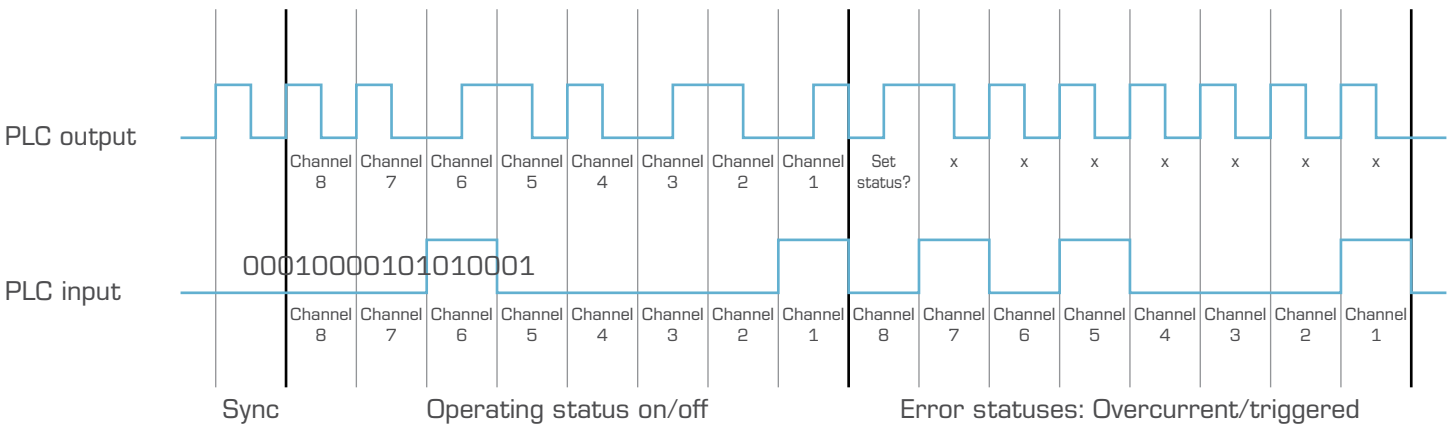 PLC output
Channel Channel Channel Channel Channel Channel Channel Channel Set x x x x x x x
8 7 6 5 4 3 2 1 status?
00010000101010001
PLC input
Channel Channel Channel Channel Channel Channel Channel Channel Channel Channel Channel Channel Channel Channel Channel Channel
8 7 6 5 4 3 2 1 8 7 6 5 4 3 2 1
Sync Operating status on/off Error statuses: Overcurrent/triggered